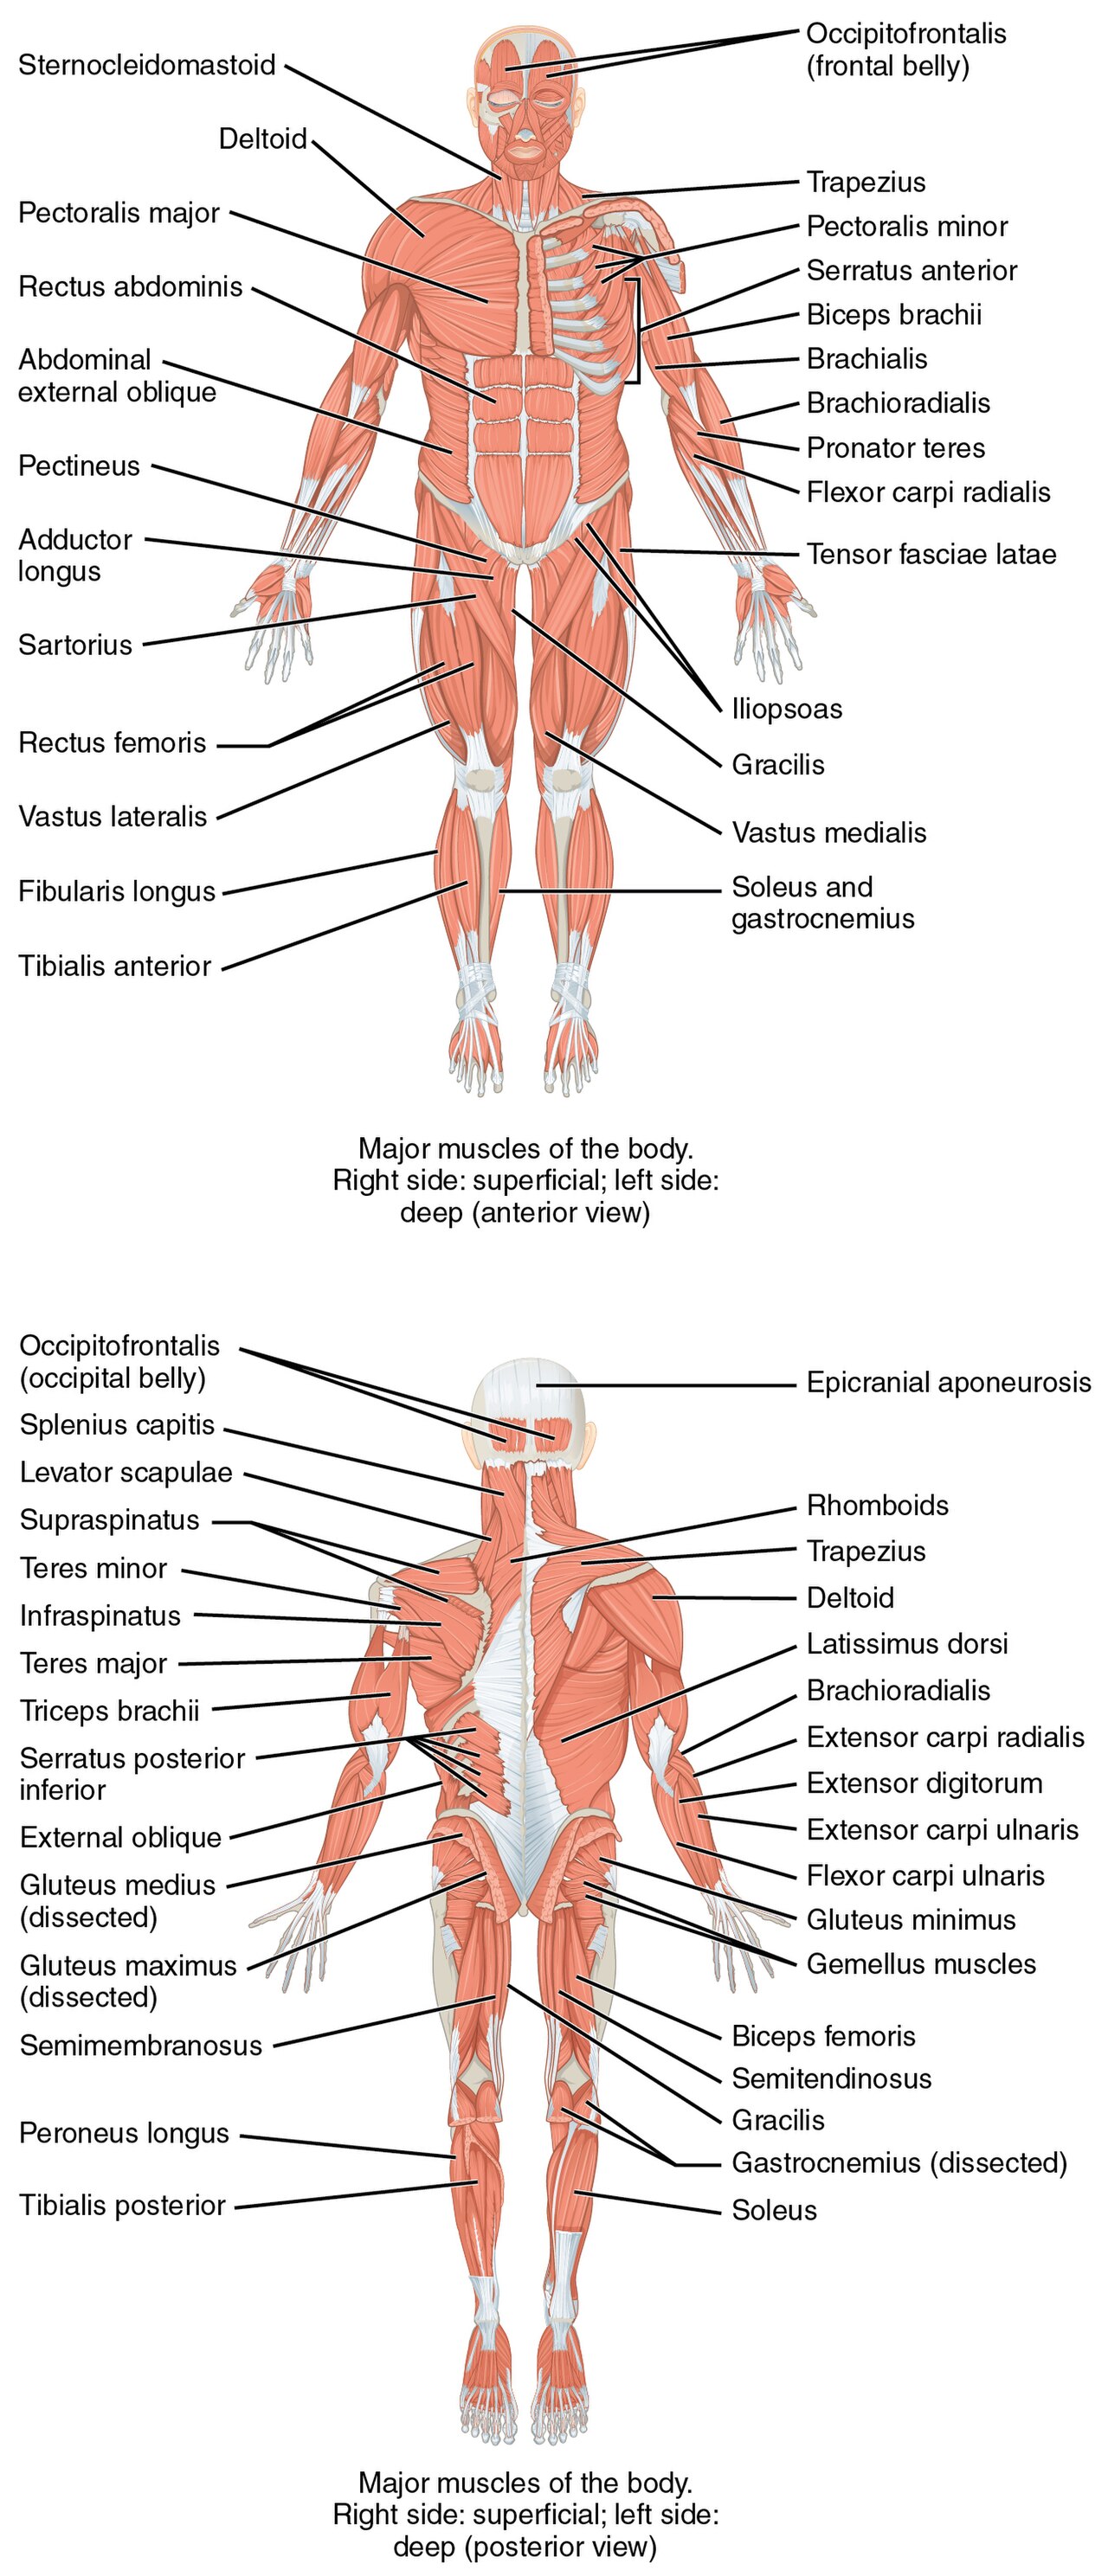 Sternocleidomastoid
Deltoid
Pectoralis major
Rectus abdominis
Abdominal
external oblique
Pectineus
Adductor
longus
Sartorius
Rectus femoris
Vastus lateralis
Fibularis longus
Tibialis anterior
Occipitofrontalis
(frontal belly)
Trapezius
Pectoralis minor
Serratus anterior
Biceps brachii
Brachialis
Brachioradialis
Pronator teres
Flexor carpi radialis
Tensor fasciae latae
Iliopsoas
Gracilis
Vastus medialis
Soleus and
gastrocnemius
Major muscles of the body.
Right side: superficial; left side:
deep (anterior view)
Occipitofrontalis
(occipital belly)
Splenius capitis
Levator scapulae
Supraspinatus
Teres minor
Infraspinatus
Teres major
Triceps brachii
Serratus posterior
inferior
External oblique
Gluteus medius
(dissected)
Gluteus maximus
(dissected)
Semimembranosus
Peroneus longus
Tibialis posterior
Epicranial aponeurosis
Rhomboids
Trapezius
Deltoid
Latissimus dorsi
Brachioradialis
Extensor carpi radialis
Extensor digitorum
Extensor carpi ulnaris
Flexor carpi ulnaris
Gluteus minimus
Gemellus muscles
Biceps femoris
Semitendinosus
Gracilis
Gastrocnemius (dissected)
Soleus
Major muscles of the body.
Right side: superficial; left side:
deep (posterior view)